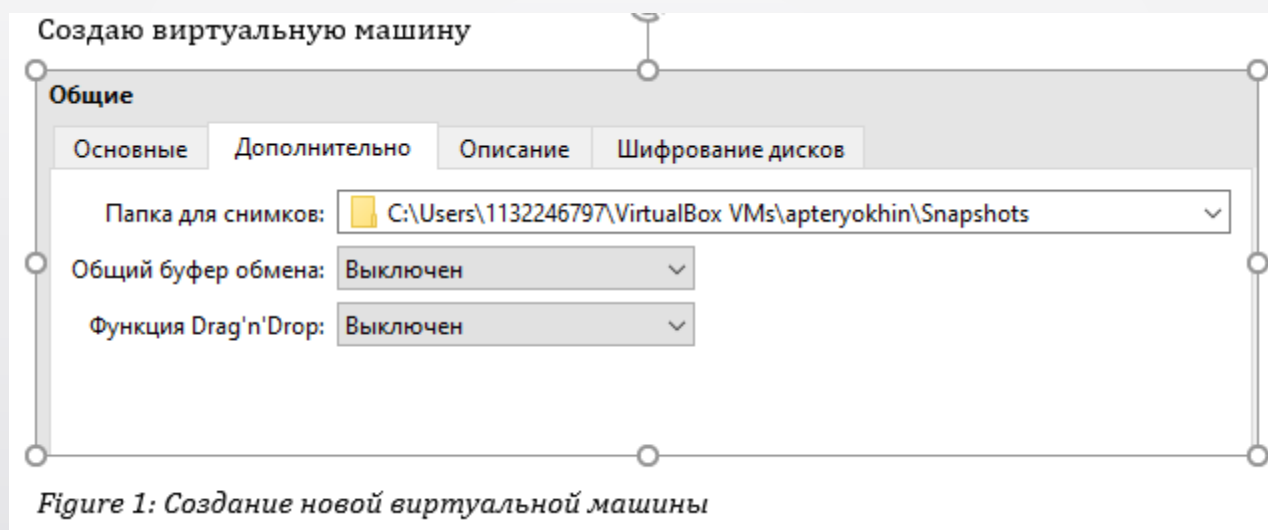 Создаю виртуальную машину
Общие
Основные Дополнительно Описание Шифрование дисков
Папка для снимков: C:\Users\1132246797\VirtualBox VMs\apteryokhin\Snapshots
Общий буфер обмена: Выключен
Функция Drag'n'Drop: Выключен
Figure 1: Создание новой виртуальной машины